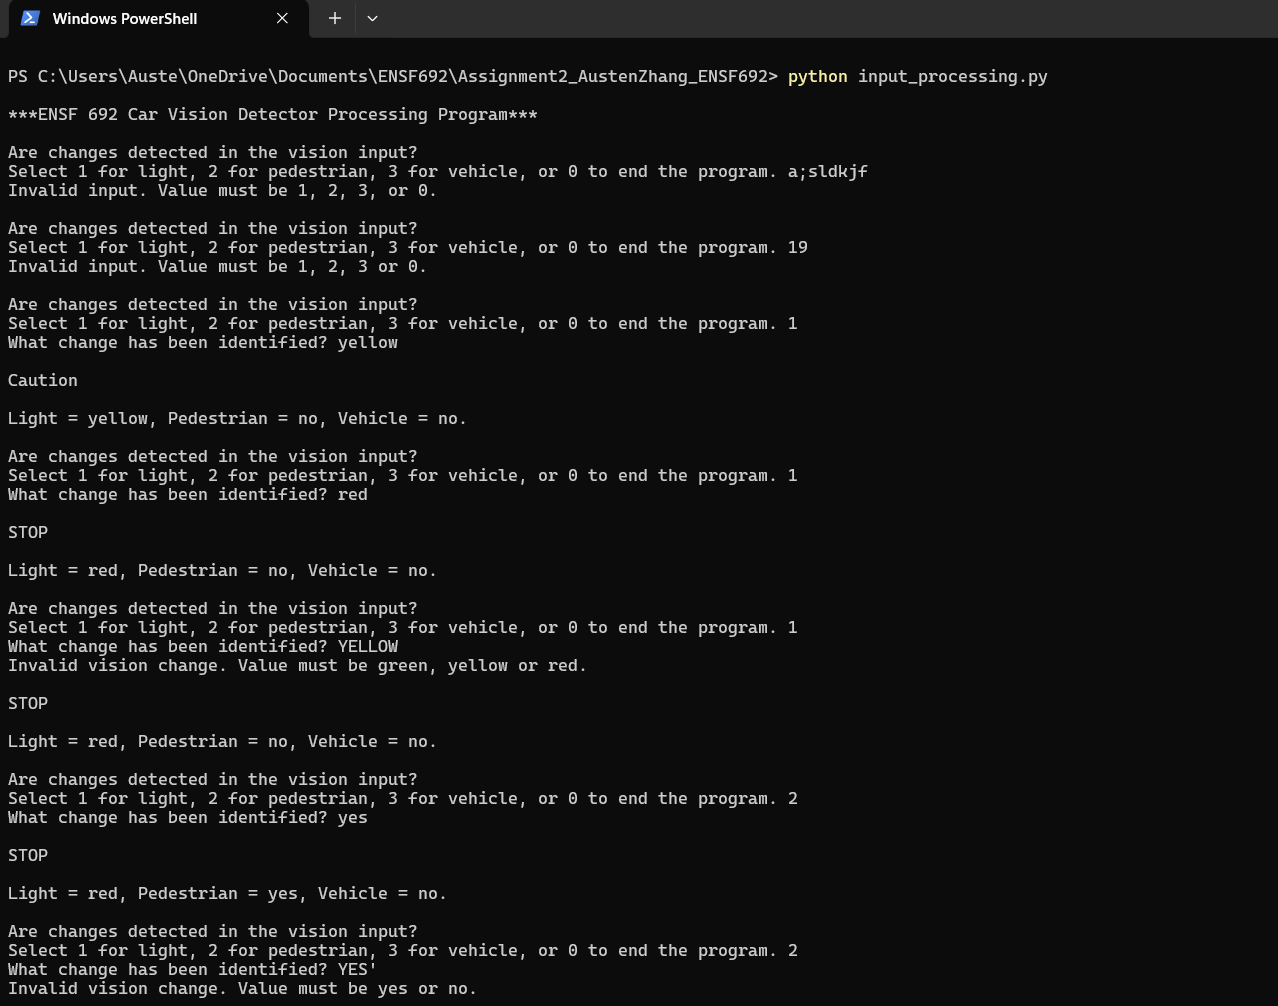 Windows PowerShell
PS C:\Users\Auste\OneDrive\Documents\ENSF692\Assignment2_AustenZhang_ENSF692> python input_processing.py
***ENSF 692 Car Vision Detector Processing Program***
Are changes detected in the vision input?
Select 1 for light, 2 for pedestrian, 3 for vehicle, or 0 to end the program. a;sldkjf
Invalid input. Value must be 1, 2, 3, or 0.
Are changes detected in the vision input?
Select 1 for light, 2 for pedestrian, 3 for vehicle, or 0 to end the program. 19
Invalid input. Value must be 1, 2, 3 or 0.
Are changes detected in the vision input?
Select 1 for light, 2 for pedestrian, 3 for vehicle, or 0 to end the program. 1
What change has been identified? yellow
Caution
Light = yellow, Pedestrian = no, Vehicle = no.
Are changes detected in the vision input?
Select 1 for light, 2 for pedestrian, 3 for vehicle, or 0 to end the program. 1
What change has been identified? red
STOP
Light = red, Pedestrian = no, Vehicle = no.
Are changes detected in the vision input?
Select 1 for light, 2 for pedestrian, 3 for vehicle, or 0 to end the program. 1
What change has been identified? YELLOW
Invalid vision change. Value must be green, yellow or red.
STOP
Light = red, Pedestrian = no, Vehicle = no.
Are changes detected in the vision input?
Select 1 for light, 2 for pedestrian, 3 for vehicle, or 0 to end the program. 2
What change has been identified? yes
STOP
Light = red, Pedestrian = yes, Vehicle = no.
Are changes detected in the vision input?
Select 1 for light, 2 for pedestrian, 3 for vehicle, or 0 to end the program. 2
What change has been identified? YES'
Invalid vision change. Value must be yes or no.